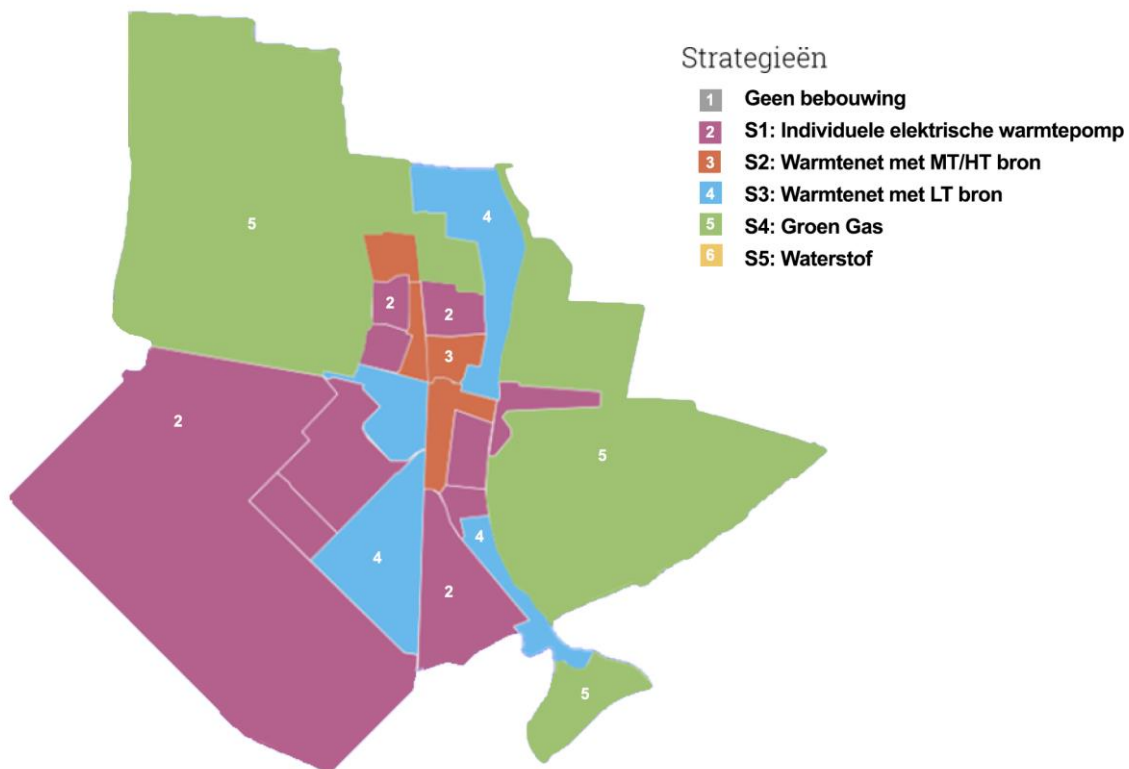 Strategieën
1 Geen bebouwing
2 S1: Individuele elektrische warmtepomp
3 S2: Warmtenet met MT/HT bron
4 S3: Warmtenet met LT bron
5 S4: Groen Gas
6 S5: Waterstof
4
5
2
2
3
2
5
4
4
2
5